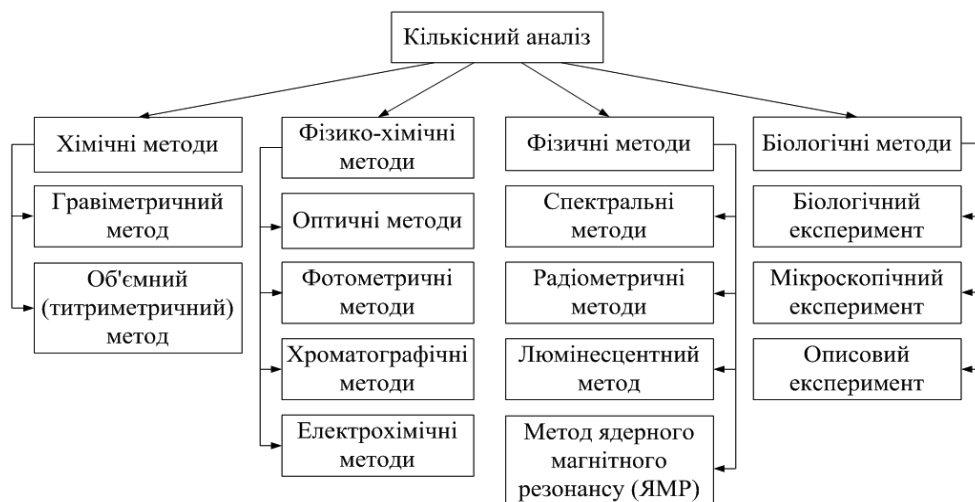 Кількісний аналіз
Хімічні методи
Гравіметричний
метод
Об'ємний
(титриметричний)
метод
Фізико-хімічні
методи
Оптичні методи
Фотометричні
методи
Хроматографічні
методи
Електрохімічні
методи
Фізичні методи
Спектральні
методи
Радіометричні
методи
Люмінесцентний
метод
Метод ядерного
магнітного
резонансу (ЯМР)
Біологічні методи
Біологічний
експеримент
Мікроскопічний
експеримент
Описовий
експеримент